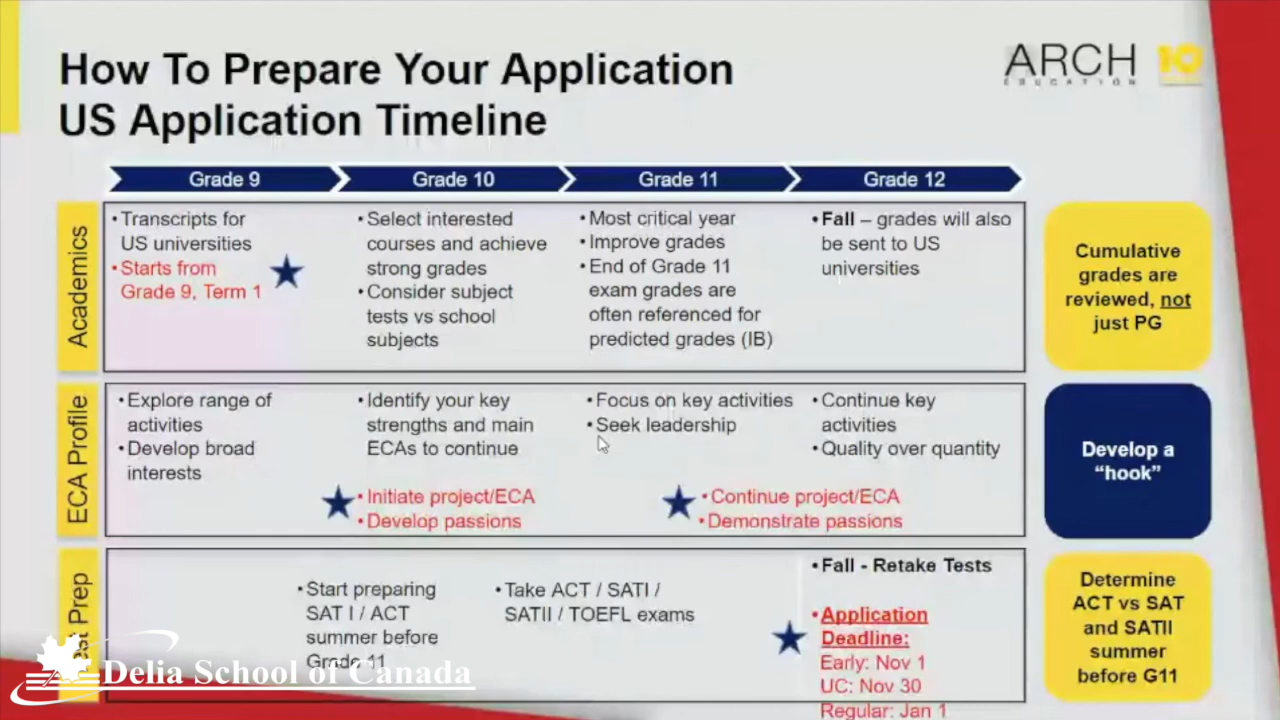 How To Prepare Your Application
US Application Timeline
ARCH
EDUCATION
10
Grade 9
Grade 10
Grade 11
Grade 12
Academics
• Transcripts for
US universities
• Starts from
Grade 9, Term 1
• Select interested
courses and achieve
strong grades
• Consider subject
tests vs school
subjects
• Most critical year
• Improve grades
• End of Grade 11
exam grades are
often referenced for
predicted grades (IB)
• Fall – grades will also
be sent to US
universities
Cumulative
grades are
reviewed, not
just PG
ECA Profile
• Explore range of
activities
• Develop broad
interests
• Identify your key
strengths and main
ECAs to continue
• Initiate project/ECA
• Develop passions
• Focus on key activities
• Seek leadership
• Continue project/ECA
• Demonstrate passions
• Continue key
activities
• Quality over quantity
Develop a
“hook”
est Prep
• Start preparing
SAT I / ACT
summer before
Grade 11
• Take ACT / SATI /
SATII / TOEFL exams
• Fall - Retake Tests
• Application
Deadline:
Early: Nov 1
UC: Nov 30
Regular: Jan 1
Determine
ACT vs SAT
and SATII
summer
before G11
Delia School of Canada